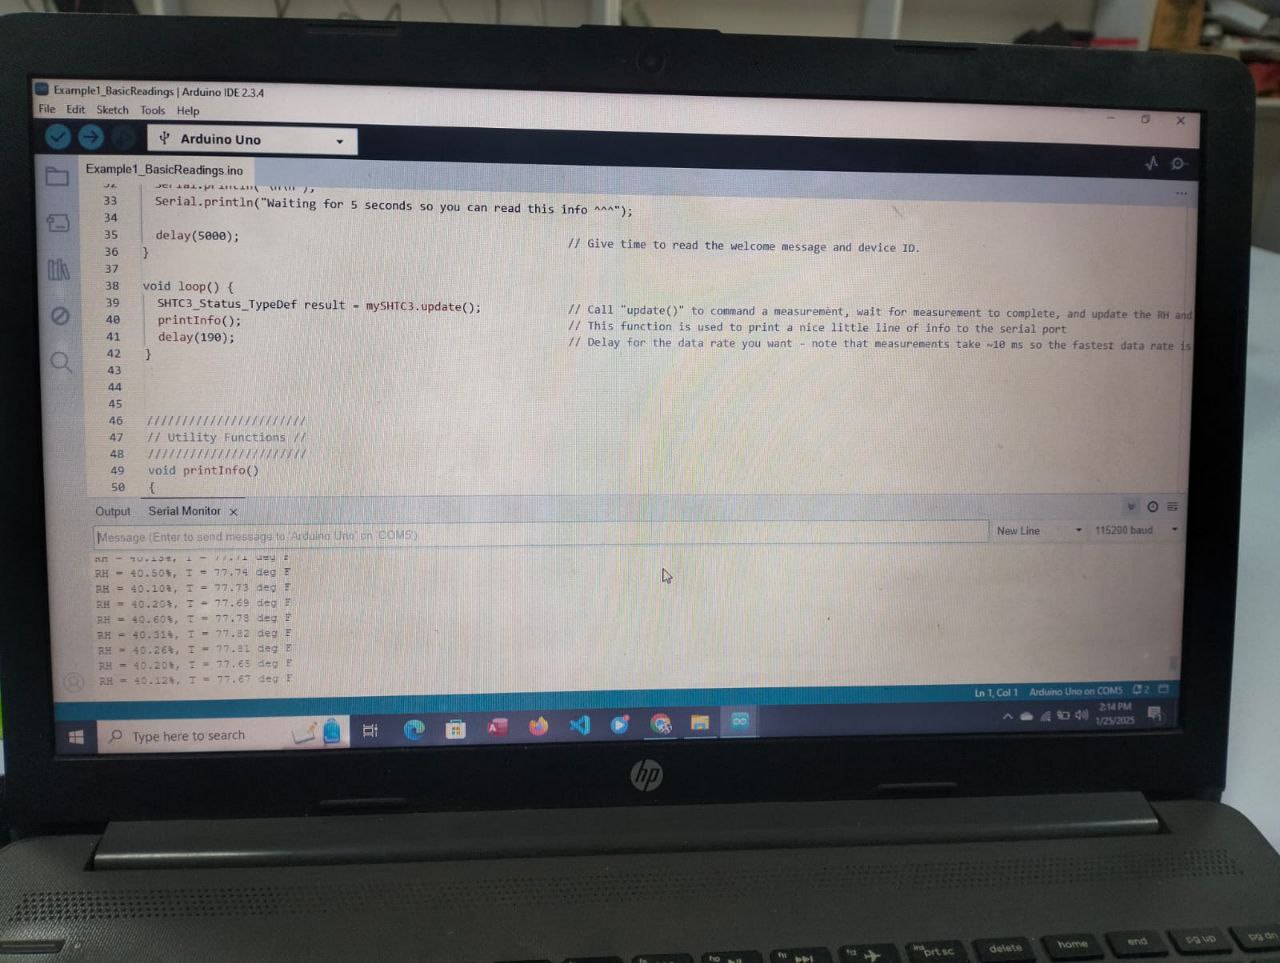 Example1_BasicReadings | Arduino IDE 2.3.4
File Edit Sketch Tools Help
Arduino Uno
Example1_BasicReadings.ino
32 Serial.println("\n\n");
33 Serial.println("Waiting for 5 seconds so you can read this info ^^^");
34
35 delay(5000); // Give time to read the welcome message and device ID.
36 }
37
38 void loop() {
39 SHTC3_Status_TypeDef result = mySHTC3.update(); // Call "update()" to command a measurement, wait for measurement to complete, and update the RH and
40 printInfo(); // This function is used to print a nice little line of info to the serial port
41 delay(190); // Delay for the data rate you want - note that measurements take ~10 ms so the fastest data rate is
42 }
43
44
45
46 ///////////////////////
47 // Utility Functions //
48 ///////////////////////
49 void printInfo()
50 {
Output Serial Monitor x
Message (Enter to send message to 'Arduino Uno' on 'COM5')
New Line 115200 baud
RH = 40.50%, T = 77.74 deg F
RH = 40.10%, T = 77.73 deg F
RH = 40.20%, T = 77.69 deg F
RH = 40.60%, T = 77.78 deg F
RH = 40.31%, T = 77.82 deg F
RH = 40.26%, T = 77.81 deg F
RH = 40.20%, T = 77.65 deg F
RH = 40.12%, T = 77.67 deg F
Ln 1, Col 1 Arduino Uno on COM5 2
Type here to search
2:14 PM
1/25/2025
hp
prt sc delete home end pg up pg dn